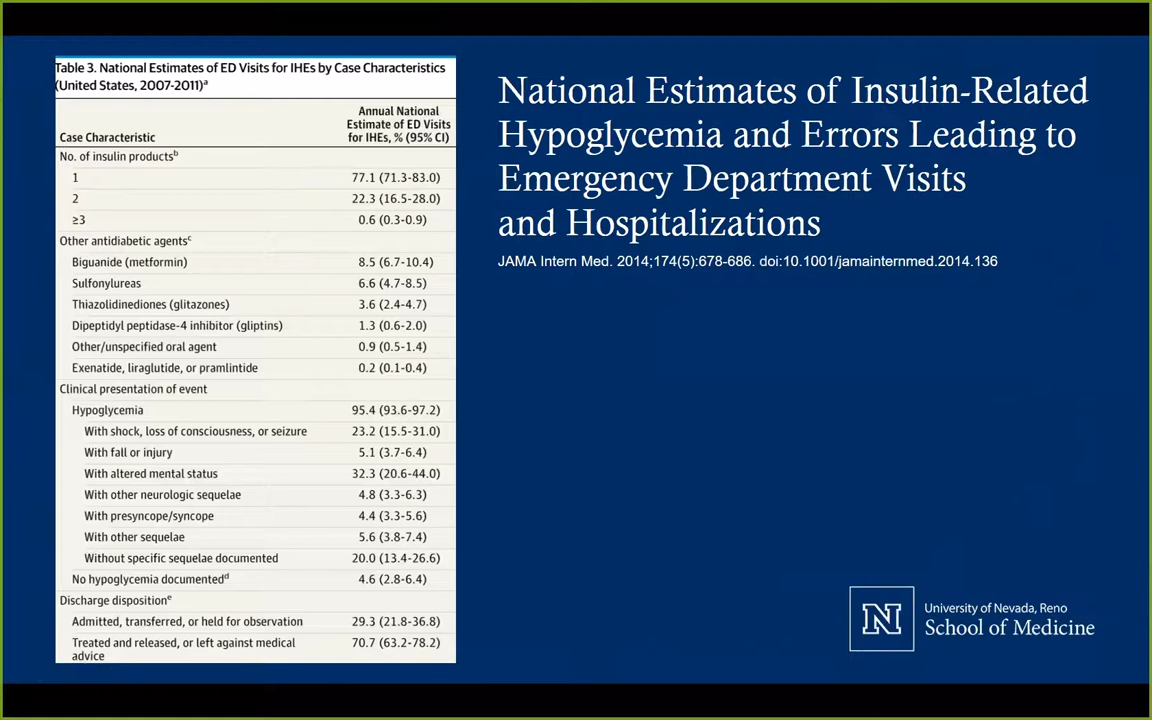 Table 3. National Estimates of ED Visits for IHEs by Case Characteristics
(United States, 2007-2011)ᵃ
Case Characteristic
Annual National
Estimate of ED Visits
for IHEs, % (95% CI)
No. of insulin productsᵇ
1 77.1 (71.3-83.0)
2 22.3 (16.5-28.0)
≥3 0.6 (0.3-0.9)
Other antidiabetic agentsᶜ
Biguanide (metformin) 8.5 (6.7-10.4)
Sulfonylureas 6.6 (4.7-8.5)
Thiazolidinediones (glitazones) 3.6 (2.4-4.7)
Dipeptidyl peptidase-4 inhibitor (gliptins) 1.3 (0.6-2.0)
Other/unspecified oral agent 0.9 (0.5-1.4)
Exenatide, liraglutide, or pramlintide 0.2 (0.1-0.4)
Clinical presentation of event
Hypoglycemia 95.4 (93.6-97.2)
With shock, loss of consciousness, or seizure 23.2 (15.5-31.0)
With fall or injury 5.1 (3.7-6.4)
With altered mental status 32.3 (20.6-44.0)
With other neurologic sequelae 4.8 (3.3-6.3)
With presyncope/syncope 4.4 (3.3-5.6)
With other sequelae 5.6 (3.8-7.4)
Without specific sequelae documented 20.0 (13.4-26.6)
No hypoglycemia documentedᵈ 4.6 (2.8-6.4)
Discharge dispositionᵉ
Admitted, transferred, or held for observation 29.3 (21.8-36.8)
Treated and released, or left against medical 70.7 (63.2-78.2)
advice
National Estimates of Insulin-Related
Hypoglycemia and Errors Leading to
Emergency Department Visits
and Hospitalizations
JAMA Intern Med. 2014;174(5):678-686. doi:10.1001/jamainternmed.2014.136
N
University of Nevada, Reno
School of Medicine